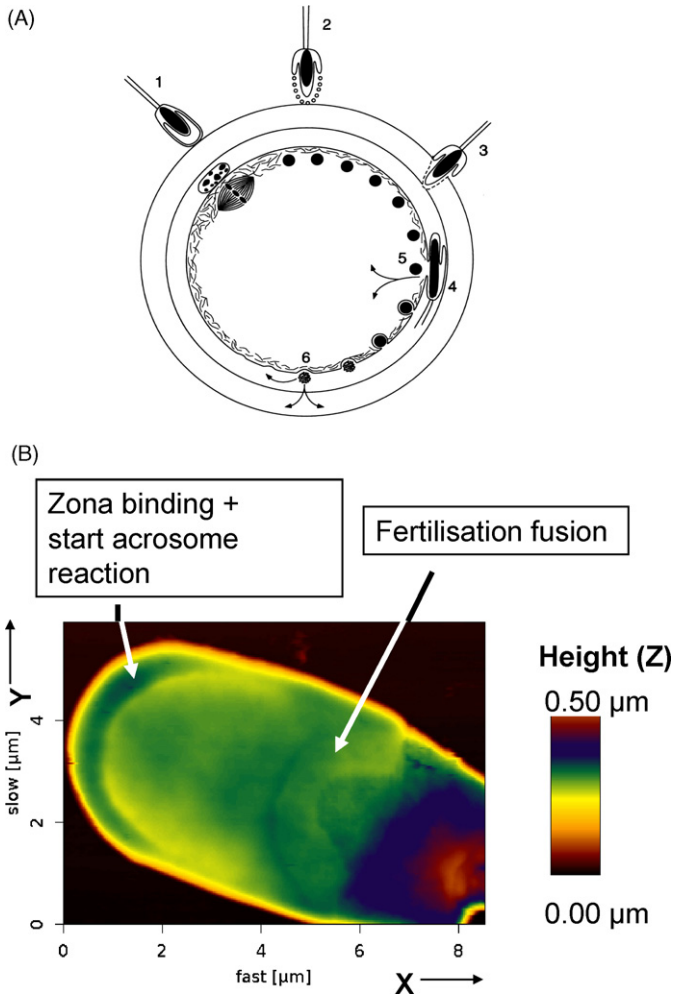 (A)
2
1
3
5
4
6
(B)
Zona binding +
start acrosome
reaction
Fertilisation fusion
Height (Z)
0.50 µm
0.00 µm
Y
slow [µm]
4
2
0
0
2
4
6
8
fast [µm]
X